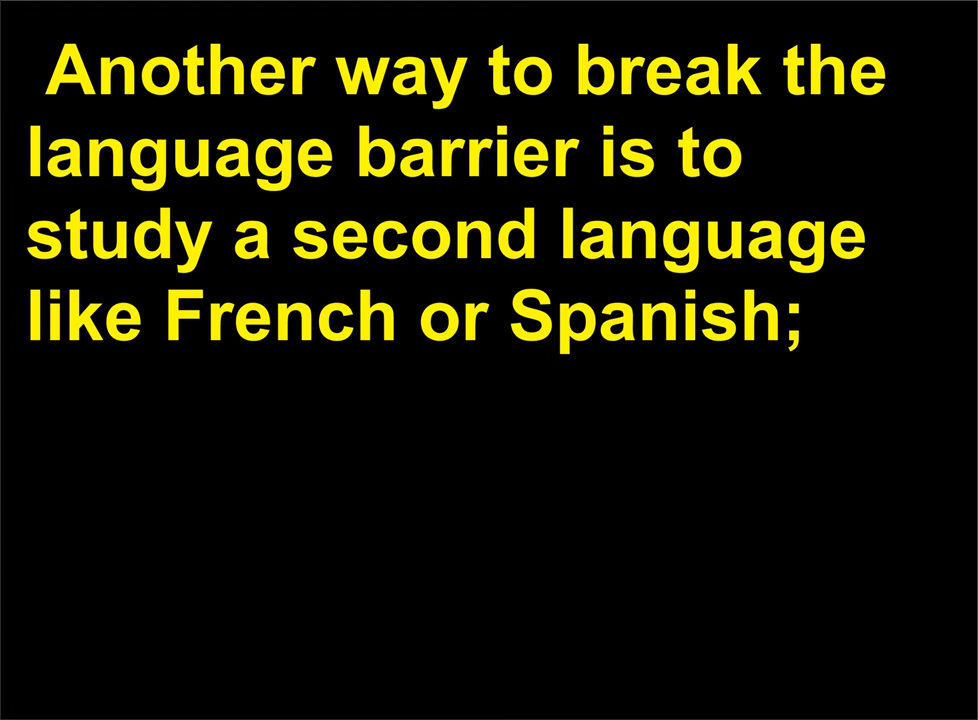 Another way to break the
language barrier is to
study a second language
like French or Spanish;